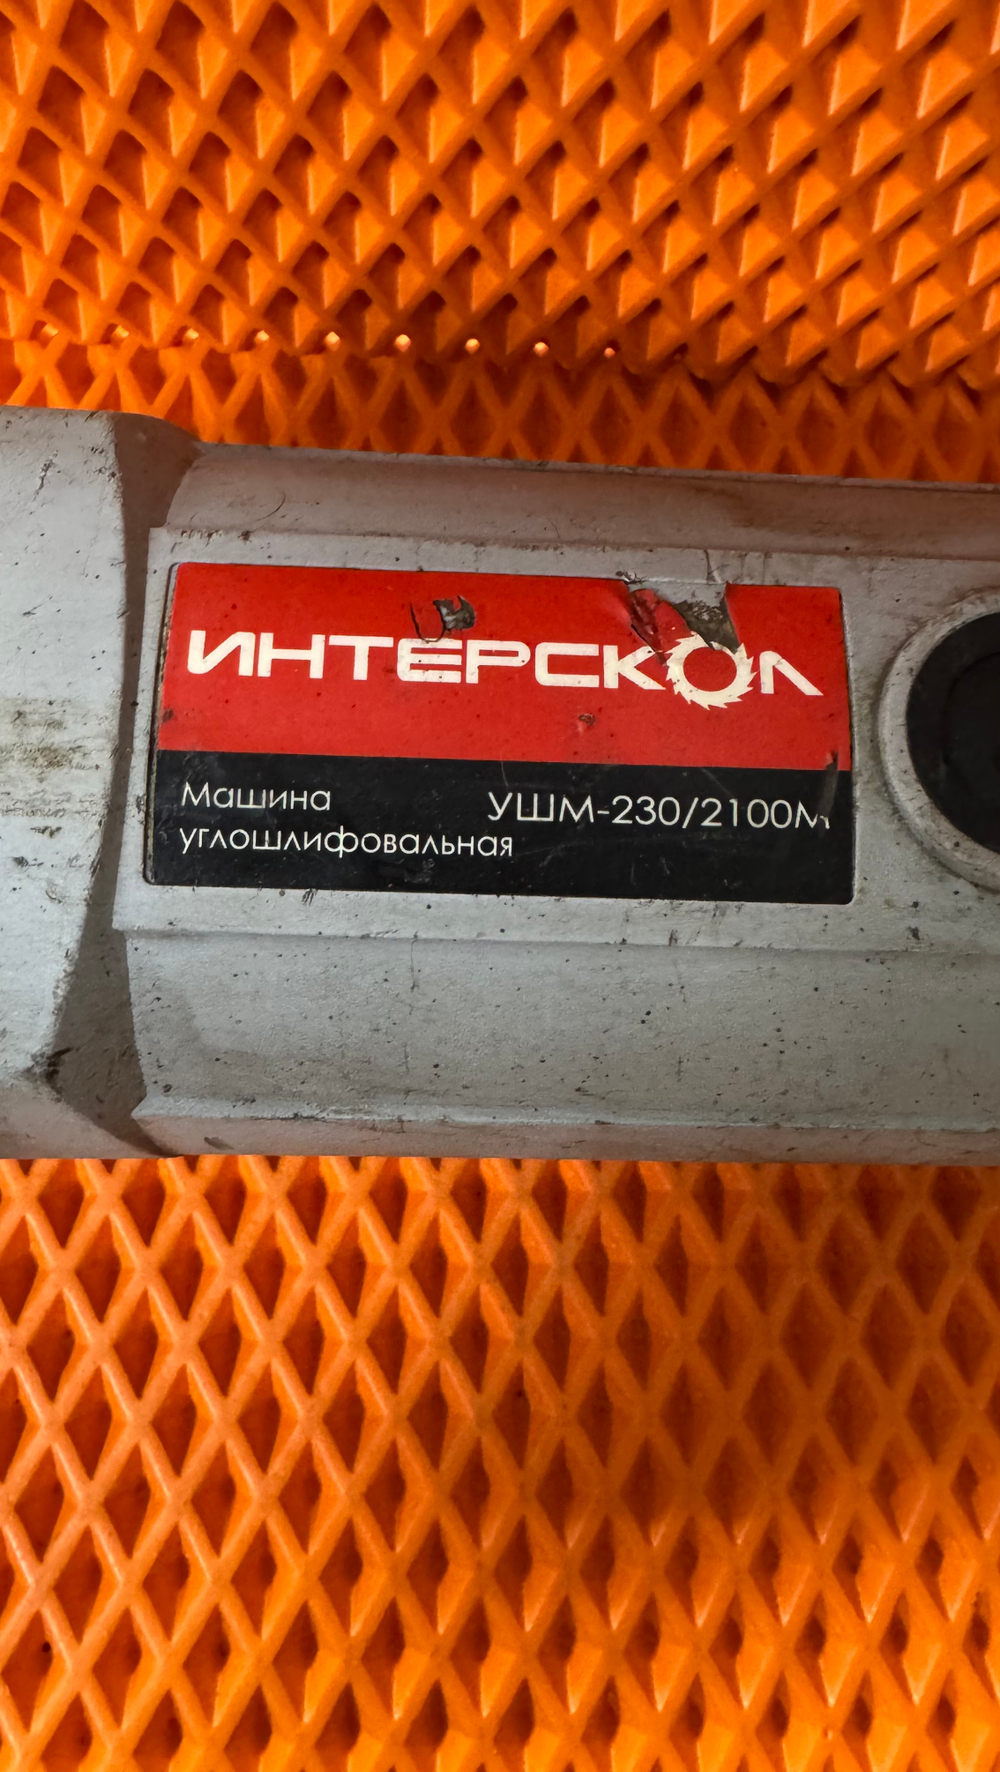 ИНТЕРСКОЛ
Машина УШМ-230/2100М
углошлифовальная